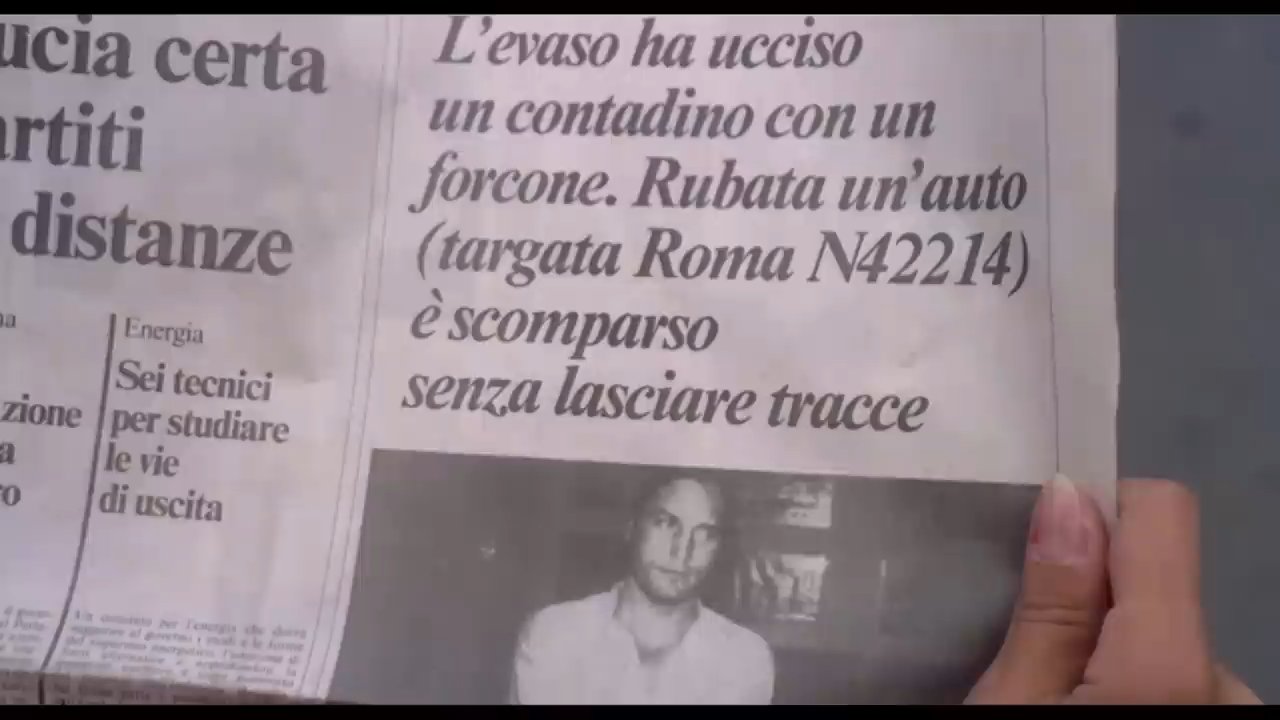 ucia certa
artiti
distanze
zione
Energia
Sei tecnici
per studiare
le vie
di uscita
L'evaso ha ucciso
un contadino con un
forcone. Rubata un'auto
(targata Roma N42214)
è scomparso
senza lasciare tracce